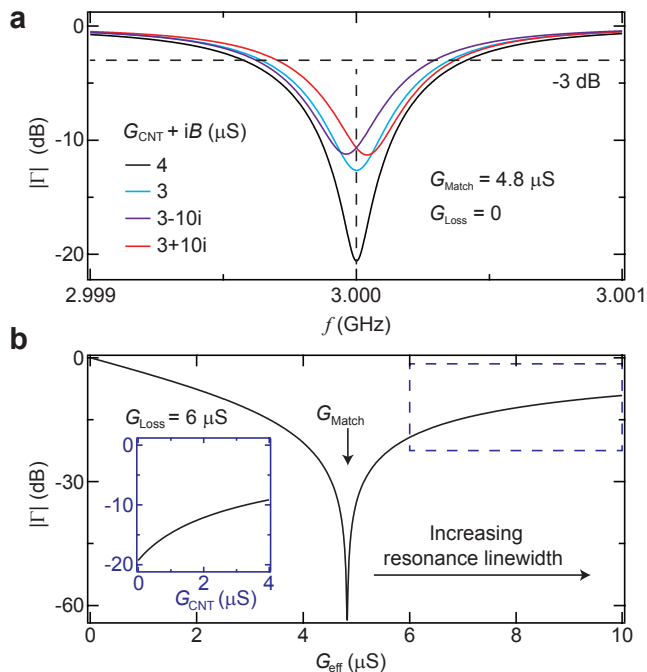 a
0
-10
-20
|Γ| (dB)
-3 dB
G_CNT + iB (μS)
4
3
3-10i
3+10i
G_Match = 4.8 μS
G_Loss = 0
2.999
3.000
3.001
f (GHz)
b
0
-30
-60
|Γ| (dB)
G_Loss = 6 μS
G_Match
0
-10
-20
0
2
4
G_CNT (μS)
Increasing
resonance linewidth
0
2
4
6
8
10
G_eff (μS)